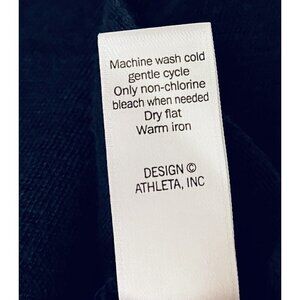 Machine wash cold
gentle cycle
Only non-chlorine
bleach when needed
Dry flat
Warm iron
DESIGN ©
ATHLETA, INC